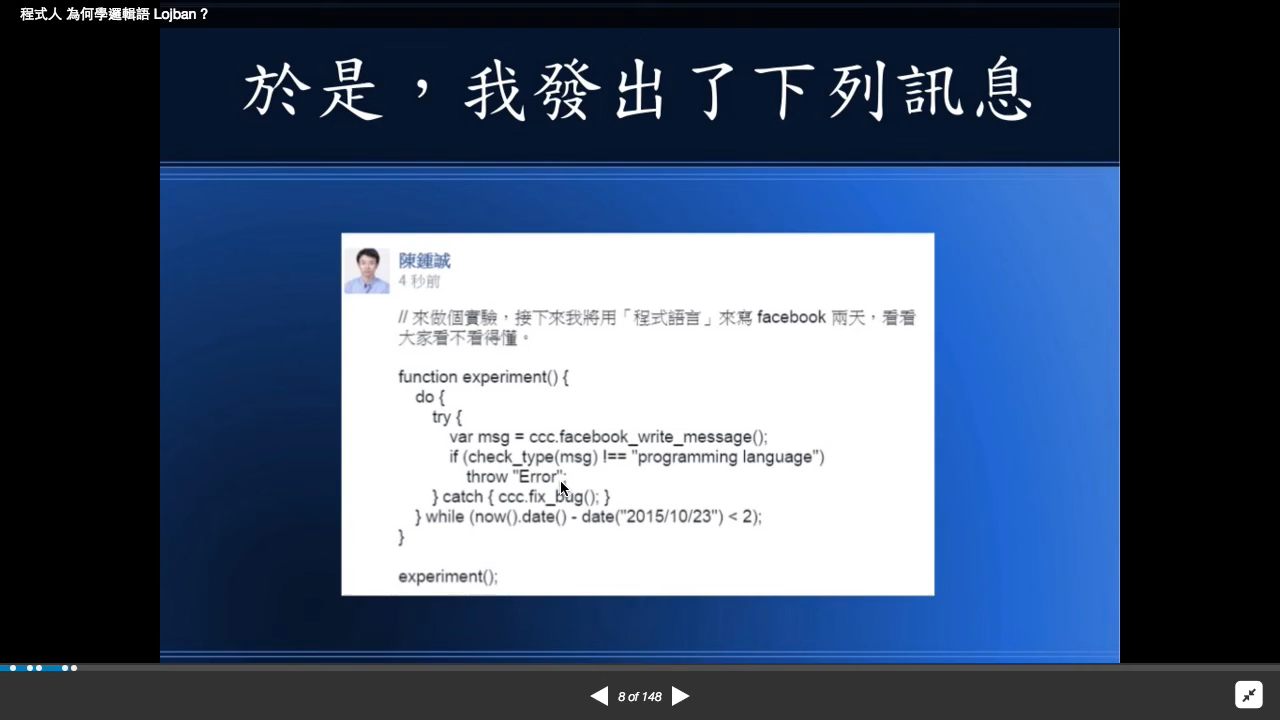 程式人 為何學邏輯語 Lojban ?
於是，我發出了下列訊息
陳鍾誠
4 秒前
// 來做個實驗，接下來我將用「程式語言」來寫 facebook 兩天，看看
大家看不看得懂。
function experiment() {
do {
try {
var msg = ccc.facebook_write_message();
if (check_type(msg) !== "programming language")
throw "Error";
} catch { ccc.fix_bug(); }
} while (now().date() - date("2015/10/23") < 2);
}
experiment();
8 of 148